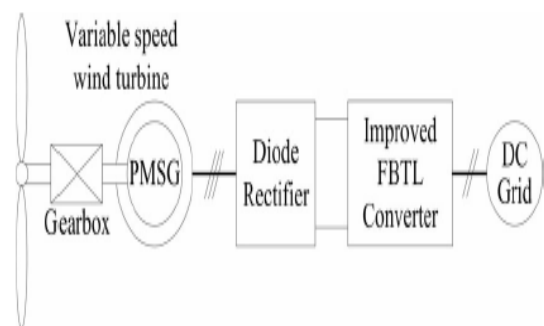 Variable speed
wind turbine
Gearbox
PMSG
Diode
Rectifier
Improved
FBTL
Converter
DC
Grid